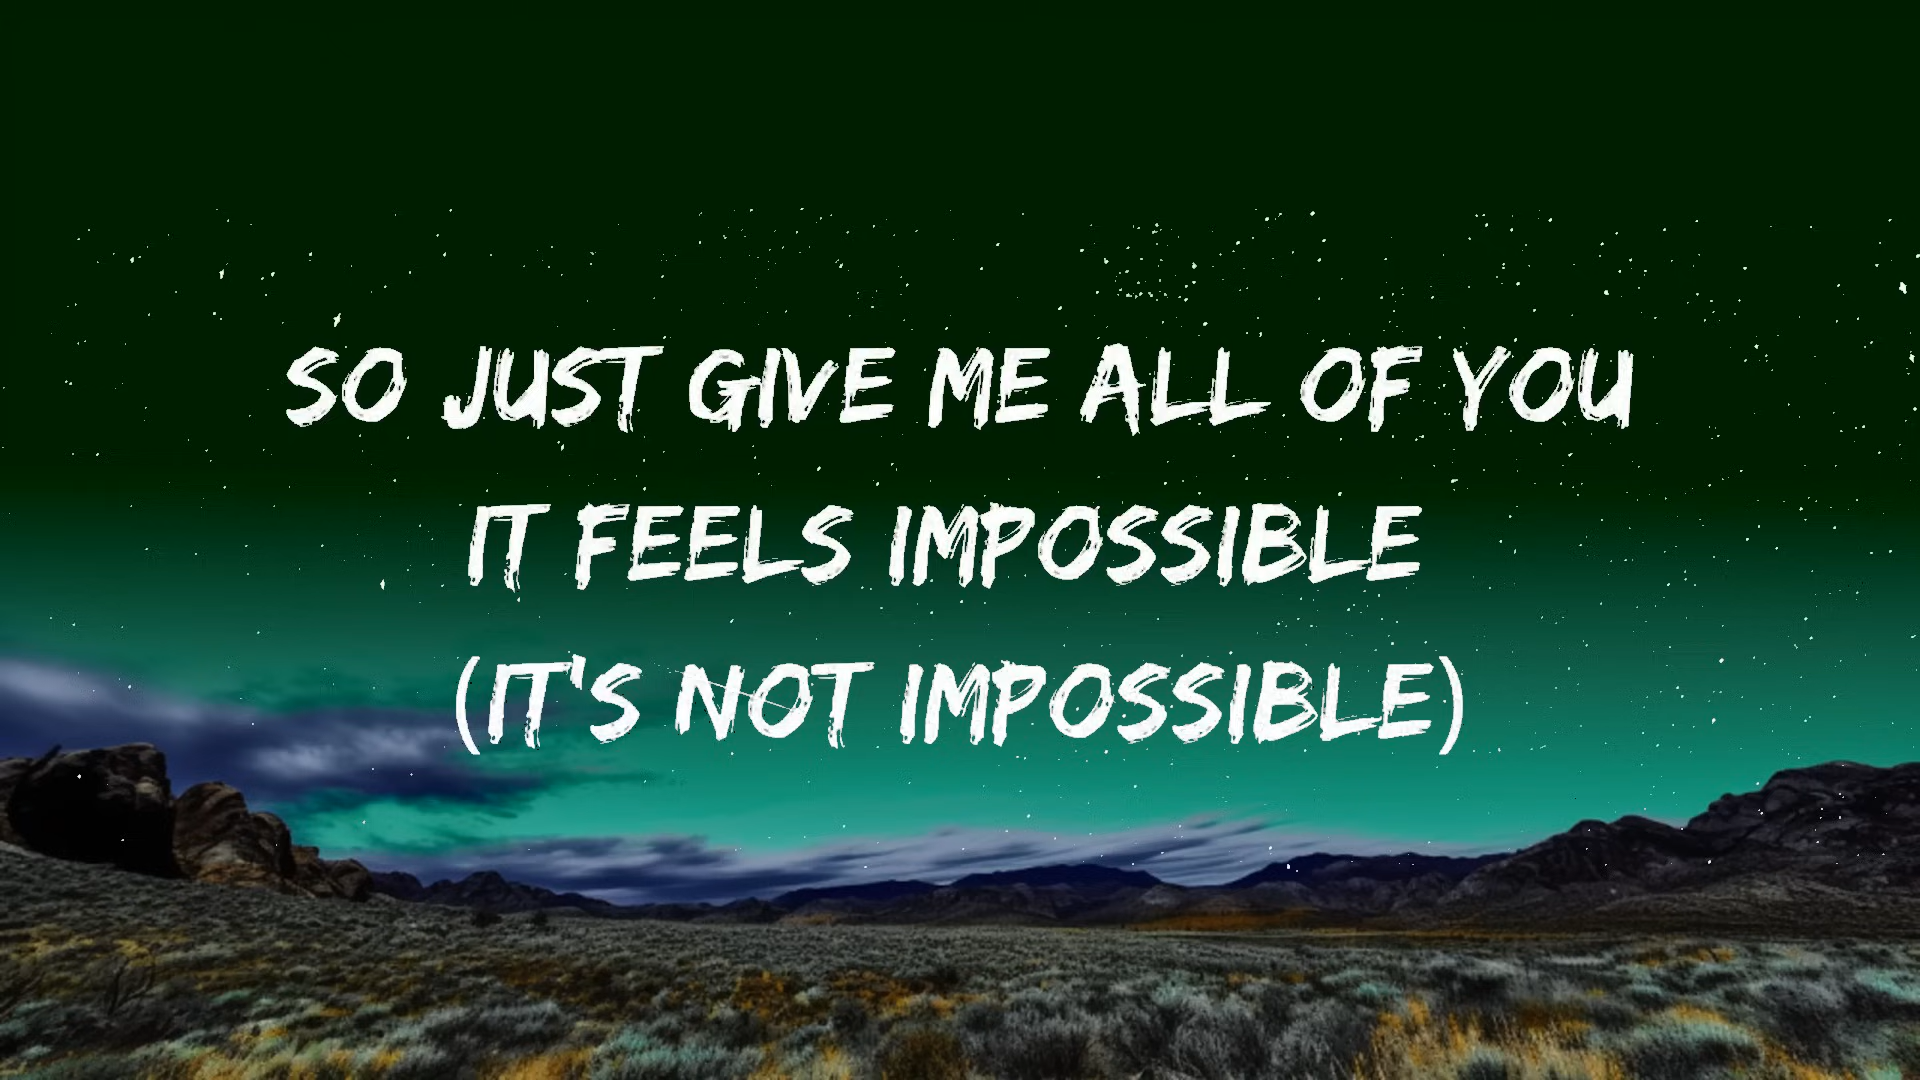 SO JUST GIVE ME ALL OF YOU
IT FEELS IMPOSSIBLE
(IT'S NOT IMPOSSIBLE)